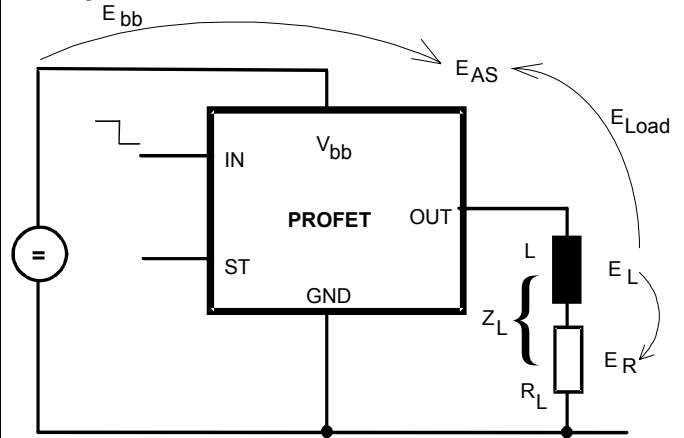 E bb
E AS
E Load
V bb
IN
PROFET
OUT
=
ST
L
E L
GND
Z L {
E R
R L